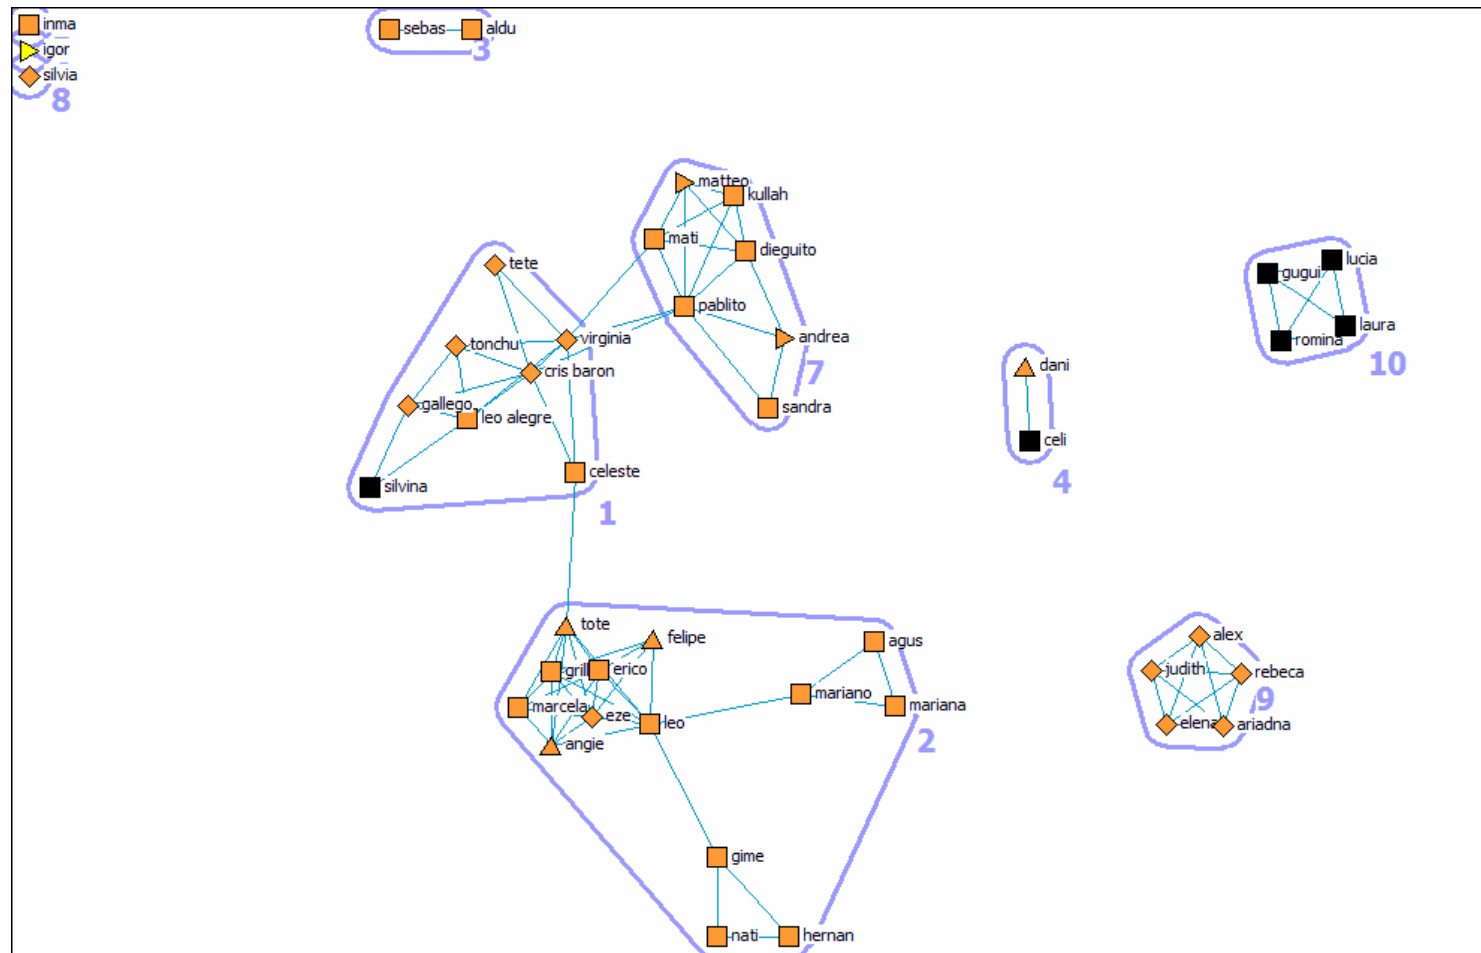 inma
igor
silvia
8
sebas
aldu
3
matteo
kullah
mati
dieguito
pablito
andrea
7
sandra
tete
tonchu
virginia
cris baron
gallego
leo alegre
celeste
silvina
1
gugui
lucia
laura
romina
10
dani
celi
4
tote
felipe
grill
erico
marcela
eze
leo
angie
agus
mariano
mariana
2
gime
nati
hernan
alex
judith
rebeca
9
elena
ariadna